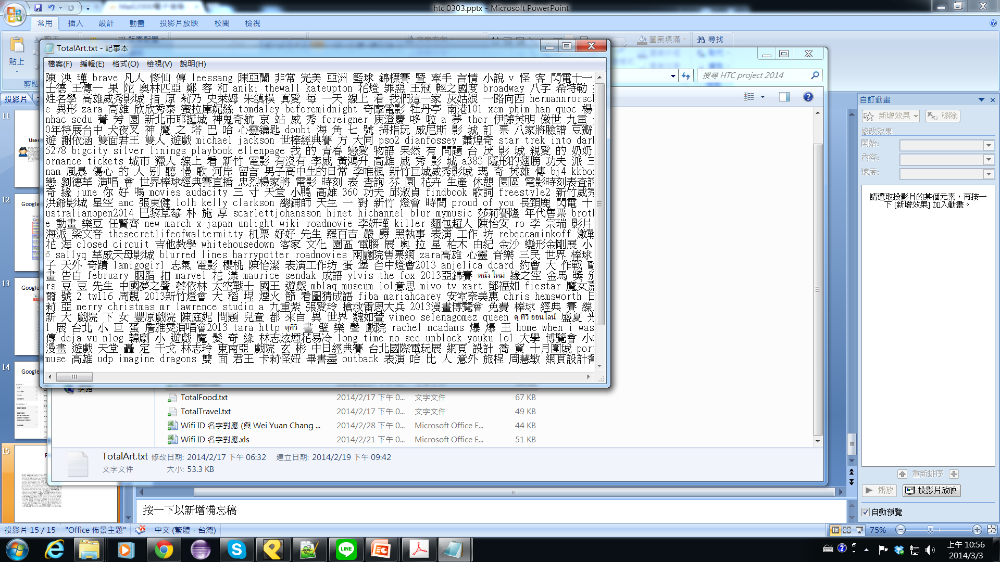 htc 0303.pptx - Microsoft PowerPoint
常用 插入 設計 動畫 投影片放映 校閱 檢視
貼上
剪貼
圖案填滿
尋找
投影片
TotalArt.txt - 記事本
檔案(F) 編輯(E) 格式(O) 檢視(V) 說明(H)
陳 泱 瑾 brave 凡人 修仙 傳 leessang 陳亞蘭 非常 完美 亞洲 籃球 錦標賽 暨 牽手 言情 小說 v 怪 客 閃電十一
士德 王傳一 果 陀 奧林匹亞 鄭 容 和 aniki thewall kateupton 花燈 罪惡 王冠 輕之國度 broadway 八字 希特勒
姓名學 高雄威秀影城 指 原 莉乃 史萊姆 朱鎮模 真愛 每 一天 線上 看 我們這一家 灰姑娘 一路向西 hermannrorsc
e 異形 zara 高雄 欣欣秀泰 蜜拉庫妮絲 tomdaley beforemidnight 奇摩電影 牡丹亭 南港101 xem phim han quoc 楊
nhac sodu 菁 芳 園 新北市耶誕城 神鬼奇航 京 站 威 秀 foreigner 庾澄慶 哆 啦 a 夢 thor 伊藤英明 傲世 九重
0年特展台中 犬夜叉 神 魔 之 塔 巴 哈 心靈鑰匙 doubt 海 角 七 號 拇指玩 威尼斯 影 城 訂 票 八家將臉譜 豆瓣
遊 謝依涵 雙面君王 雙人 遊戲 michael jackson 世棒經典賽 方 大同 pso2 dianfossey 蕭煌奇 star trek into dar
5278 bigcity silver linings playbook ellenpage 我 的 青春 戀愛 物語 果然 有 問題 台 茂 影 城 親愛 的 奶奶
ormance tickets 城市 獵人 線上 看 新竹 電影 有沒有 李威 黃鴻升 高雄 威 秀 影 城 a383 隱形的翅膀 功夫 派 三
nam 風暴 傷心 的 人 別 聽 慢 歌 河岸 留言 男子高中生的日常 李唯楓 新竹巨城威秀影城 瑪 奇 英雄 傳 bj4 kkbo
戀 劉德華 演唱 會 世界棒球經典賽直播 忠烈楊家將 電影 時刻 表 查詢 芬 園 花卉 生產 休憩 園區 電影時刻表查詢
奇 緣 june 你 好 嗎 movies audacity 三 寸 天堂 小鴨 高雄 360 功夫 邱淑貞 findbook 歌詞 freestyle2 新竹威秀
洪爺影城 星空 amc 張東健 lolh kelly clarkson 總鋪師 天生 一 對 新竹 燈會 時間 proud of you 長頸鹿 閃電 十
ustralianopen2014 巴黎草莓 朴 施 厚 scarlettjohansson hinet hichannel blur mymusic 莎莉賽隆 年代售票 brot
e 動畫 樂豆 任賢齊 new march x japan unlight wiki roadmovie 李妍瑾 killer 麵包超人 陳怡安 ro 李 宗瑞 影片
海派 梁文音 thesecretlifeofwaltermitty 机票 好好 先生 羅百吉 嚴 爵 黑執事 表演 工作 坊 rebeccaminkoff 激戰
花 海 closed circuit 吉他教學 whitehousedown 客家 文化 園區 電腦 展 奧 拉 星 柏木 由紀 金沙 變形金剛展 小
sallyq 華威天母影城 blurred lines harrypotter roadmovies 兩廳院售票網 zara高雄 心靈 音樂 三民 世界 棒球
子 天外 奇蹟 lamigogirl 志氣 電影 櫻桃 陳怡潔 表演工作坊 蛋 堡 台中燈會2013 anjelica dcard 約會 大 作戰
畫 告白 february 胭脂 扣 marvel 花 漾 maurice sendak 成語 ylvis the fox 2013亞錦賽 หนัง ใหม่ 緣之空 金馬 獎
rs 豆 豆 先生 中國夢之聲 蔡依林 太空戰士 國王 遊戲 mblaq museum lol意思 mivo tv xart 鄧福如 fiestar 魔女嘉
爾 號 2 tw116 周靚 2013新竹燈會 大 稻 埕 煙火 節 看圖猜成語 fiba mariahcarey 安室奈美惠 chris hemsworth 日
莉 亞 merry christmas mr lawrence studio a 九重紫 張愛玲 搶救雷恩大兵 2013漫畫博覽會 免費 棒球 經典 賽 線
新 大 戲院 下 女 豐原戲院 陳庭妮 問題 兒童 都 來自 異 世界 魏如萱 vimeo selenagomez queen ดู ทีวี ออนไลน์ 盛夏 光
l 展 台北 小 巨 蛋 詹雅雯演唱會2013 tara http ดูทีวี 畫 壁 樂 聲 戲院 rachel mcadams 爆 爆 王 home when i was
傳 deja vu nlog 韓劇 小 遊戲 魔 髮 奇 緣 林志炫煙花易冷 long time no see unblock youku lol 大學 博覽會 小
漫畫 遊戲 天堂 轟 定 干戈 林志玲 東南亞 戲院 玄 彬 中日經典賽 台北國際電玩展 網頁 設計 喬 賀 十月圍城 por
muse 高雄 udp imagine dragons 雙 面 君王 卡莉怪妞 畢書盡 outback 表演 哈 比 人 意外 旅程 周慧敏 網頁設計
搜尋 HTC project 2014
網路
TotalFood.txt 2014/2/17 下午 0... 文字文件 67 KB
TotalTravel.txt 2014/2/17 下午 0... 文字文件 49 KB
Wifi ID 名字對應 (與 Wei Yuan Chang ... 2014/2/28 下午 0... Microsoft Office E... 44 KB
Wifi ID 名字對應.xls 2014/2/21 下午 0... Microsoft Office E... 51 KB
TotalArt.txt 修改日期: 2014/2/17 下午 06:32 建立日期: 2014/2/19 下午 09:42
文字文件 大小: 53.3 KB
11
User
12
Google
13
Google
14
Google
15
自訂動畫
新增效果 移除
修改效果
開始:
內容:
速度:
請選取投影片的某個元素，再按一
下 [新增效果] 加入動畫。
重新排序
播放 投影片放映
自動預覽
按一下以新增備忘稿
投影片 15 / 15 "Office 佈景主題" 中文 (繁體，台灣)
75%
LINE
上午 10:56
2014/3/3